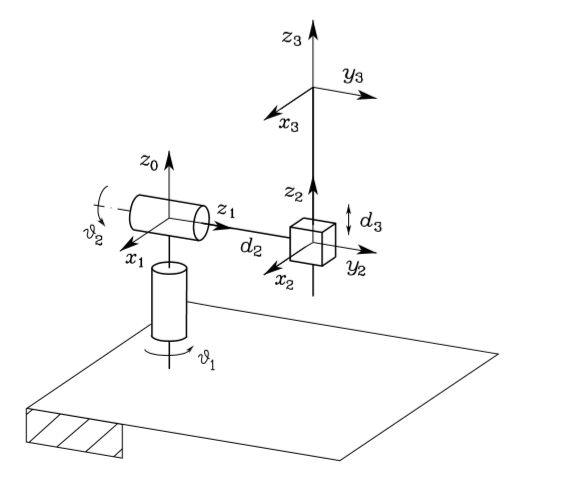 z₃
y₃
x₃
z₀
z₂
d₃
z₁
ϑ₂
d₂
x₁
y₂
x₂
ϑ₁